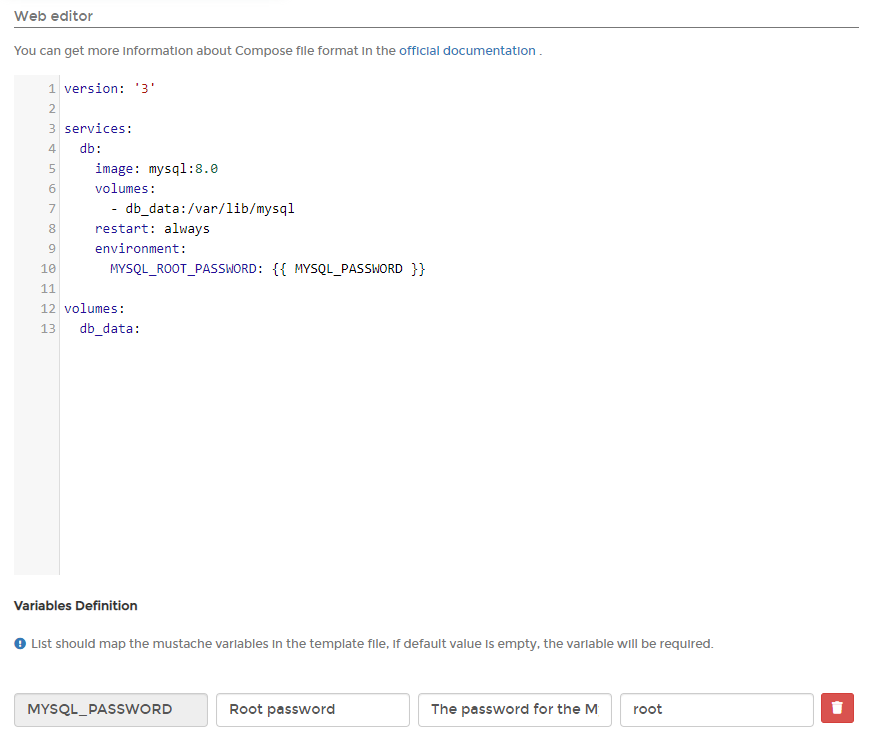 Web editor
You can get more information about Compose file format in the official documentation .
1 version: '3'
2
3 services:
4   db:
5     image: mysql:8.0
6     volumes:
7       - db_data:/var/lib/mysql
8     restart: always
9     environment:
10       MYSQL_ROOT_PASSWORD: {{ MYSQL_PASSWORD }}
11
12 volumes:
13   db_data:
Variables Definition
List should map the mustache variables in the template file, if default value is empty, the variable will be required.
MYSQL_PASSWORD Root password The password for the M root